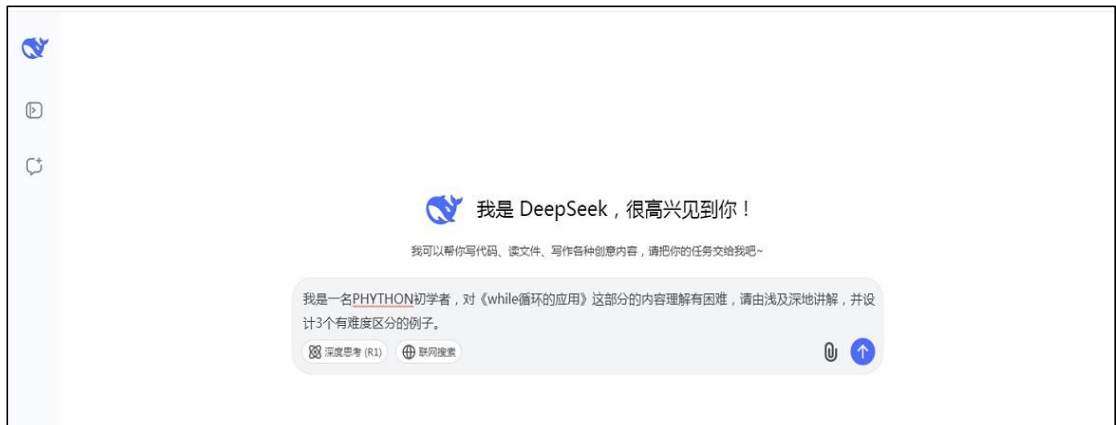 我是 DeepSeek，很高兴见到你！
我可以帮你写代码、读文件、写作各种创意内容，请把你的任务交给我吧~
我是一名PHYTHON初学者，对《while循环的应用》这部分的内容理解有困难，请由浅及深地讲解，并设
计3个有难度区分的例子。
深度思考 (R1) 联网搜索